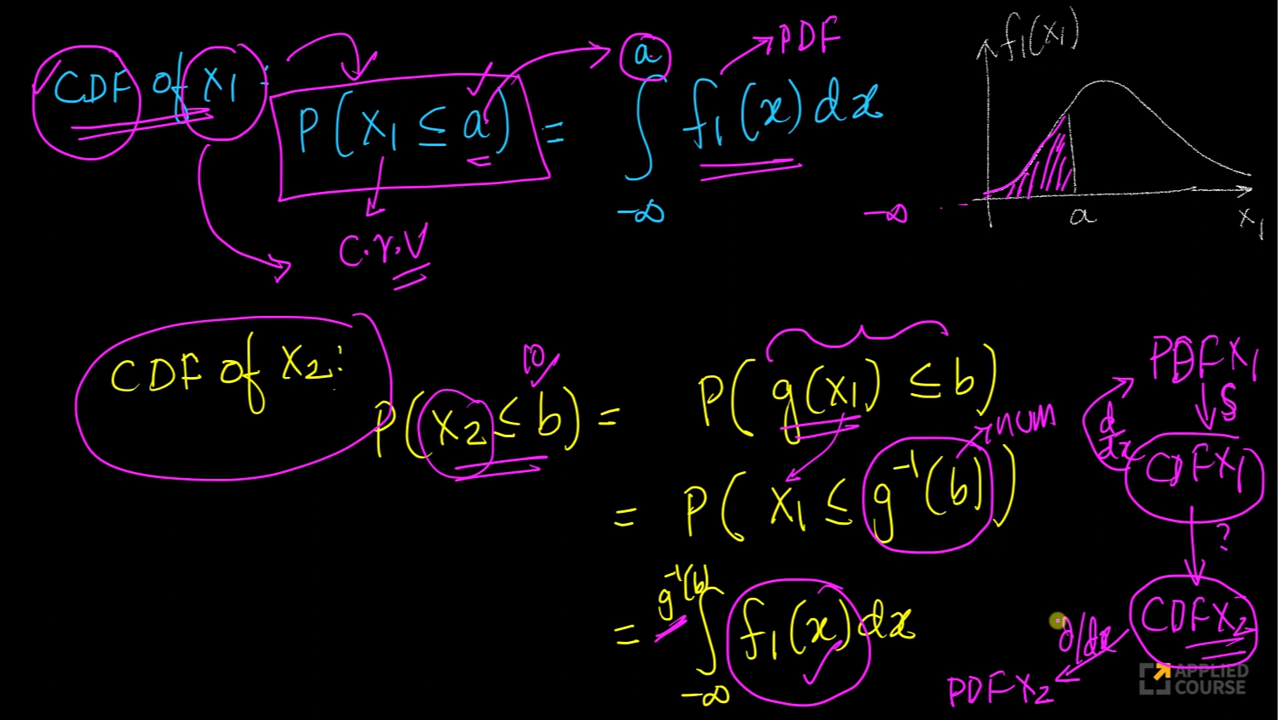 CDF of X₁ :
P(X₁ ≤ a) = ∫_{-∞}^{a} f₁(x) dx
PDF
f₁(x₁)
-∞
a
x₁
C.r.V
CDF of X₂:
10
P(X₂ ≤ b) = P(g(X₁) ≤ b)
= P(X₁ ≤ g⁻¹(b))
num
= ∫_{-∞}^{g⁻¹(b)} f₁(x) dx
PDF X₁
∫
d/dx
CDF X₁
?
CDF X₂
d/dx
PDF X₂
APPLIED
COURSE